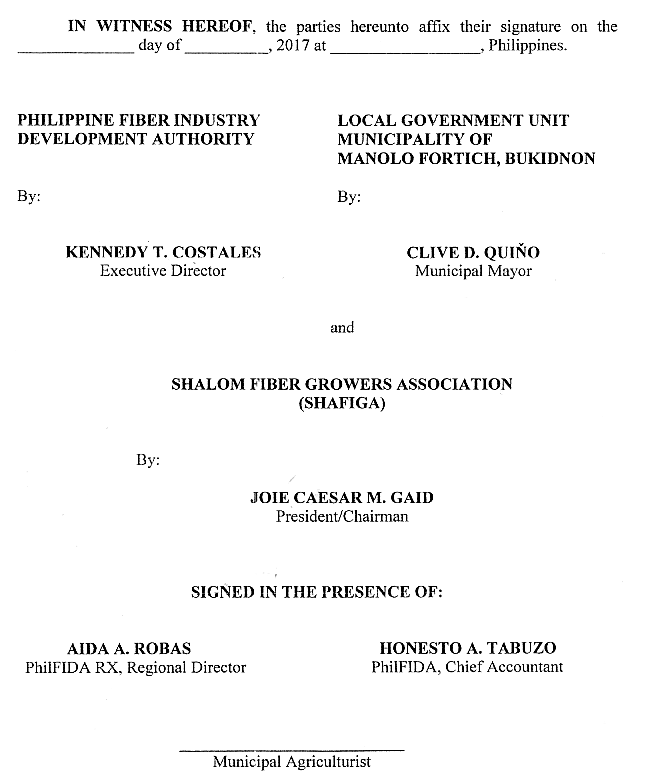 IN WITNESS HEREOF, the parties hereunto affix their signature on the
______________ day of __________, 2017 at __________________, Philippines.
PHILIPPINE FIBER INDUSTRY
DEVELOPMENT AUTHORITY
LOCAL GOVERNMENT UNIT
MUNICIPALITY OF
MANOLO FORTICH, BUKIDNON
By:
By:
KENNEDY T. COSTALES
Executive Director
CLIVE D. QUIÑO
Municipal Mayor
and
SHALOM FIBER GROWERS ASSOCIATION
(SHAFIGA)
By:
JOIE CAESAR M. GAID
President/Chairman
SIGNED IN THE PRESENCE OF:
AIDA A. ROBAS
PhilFIDA RX, Regional Director
HONESTO A. TABUZO
PhilFIDA, Chief Accountant
___________________________
Municipal Agriculturist